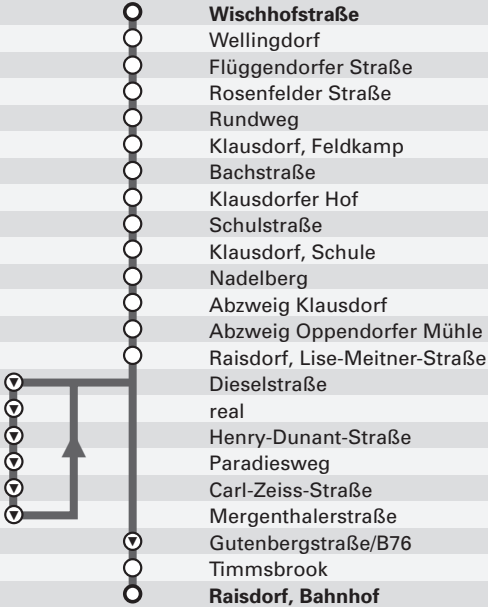 Wischhofstraße
Wellingdorf
Flüggendorfer Straße
Rosenfelder Straße
Rundweg
Klausdorf, Feldkamp
Bachstraße
Klausdorfer Hof
Schulstraße
Klausdorf, Schule
Nadelberg
Abzweig Klausdorf
Abzweig Oppendorfer Mühle
Raisdorf, Lise-Meitner-Straße
Dieselstraße
real
Henry-Dunant-Straße
Paradiesweg
Carl-Zeiss-Straße
Mergenthalerstraße
Gutenbergstraße/B76
Timmsbrook
Raisdorf, Bahnhof